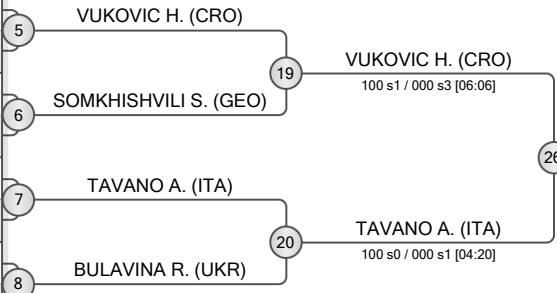 VUKOVIC H. (CRO)
5
19
VUKOVIC H. (CRO)
100 s1 / 000 s3 [06:06]
SOMKHISHVILI S. (GEO)
6
26
TAVANO A. (ITA)
7
20
TAVANO A. (ITA)
100 s0 / 000 s1 [04:20]
BULAVINA R. (UKR)
8